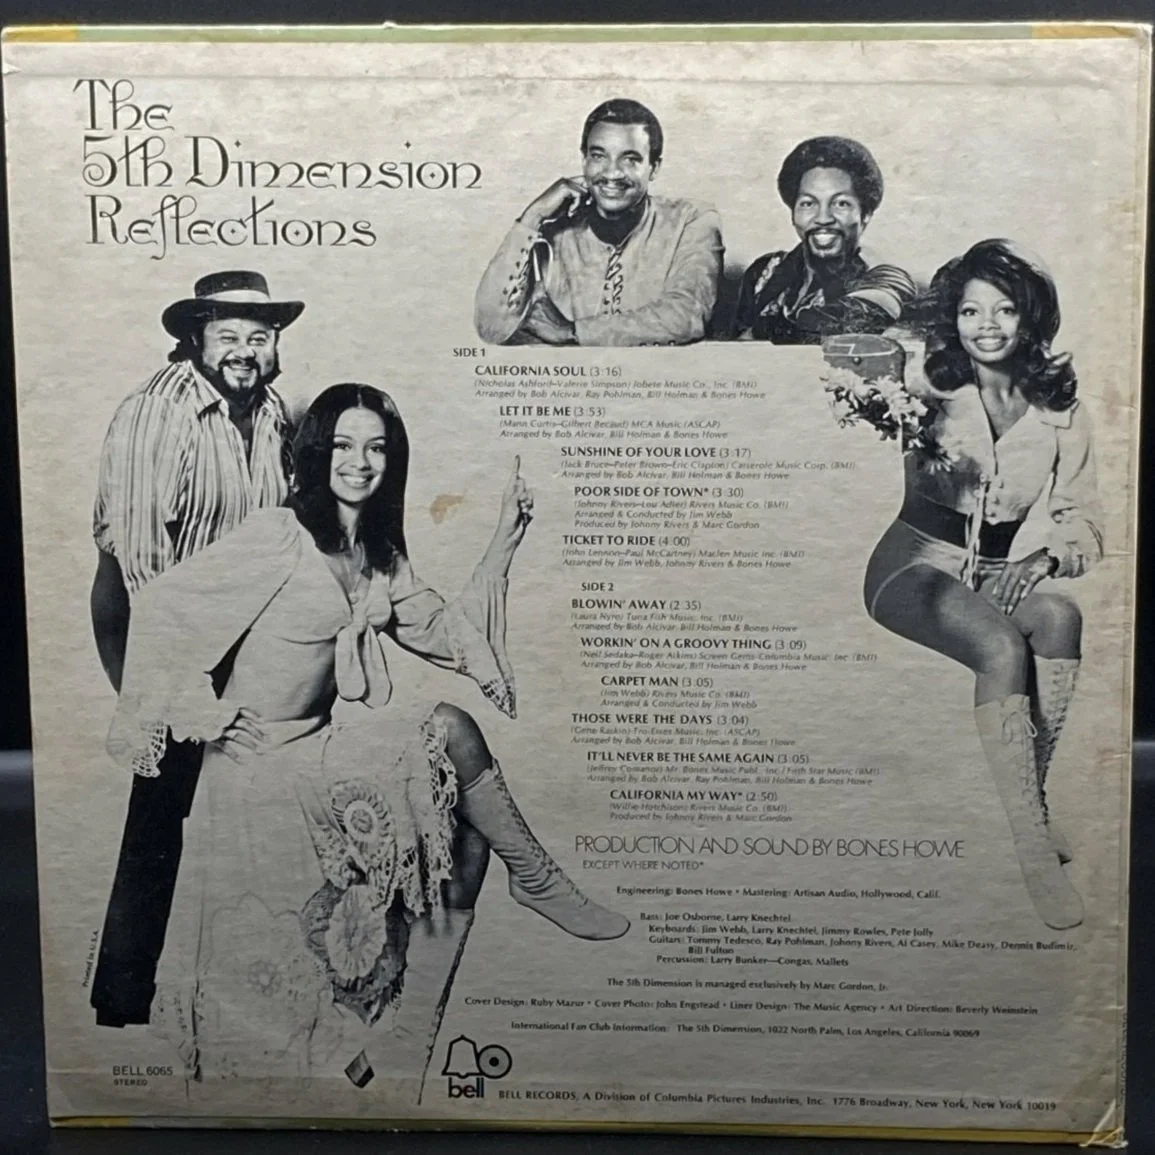 The
5th Dimension
Reflections
SIDE 1
CALIFORNIA SOUL (3:16)
(Nicholas Ashford—Valerie Simpson) Jobete Music Co., Inc. (BMI)
Arranged by Bob Alcivar, Ray Pohlman, Bill Holman & Bones Howe
LET IT BE ME (3:53)
(Mann Curtis—Gilbert Becaud) MCA Music (ASCAP)
Arranged by Bob Alcivar, Bill Holman & Bones Howe
SUNSHINE OF YOUR LOVE (3:17)
(Jack Bruce—Peter Brown—Eric Clapton) Casserole Music Corp. (BMI)
Arranged by Bob Alcivar, Bill Holman & Bones Howe
POOR SIDE OF TOWN* (3:30)
(Johnny Rivers—Lou Adler) Rivers Music Co. (BMI)
Arranged & Conducted by Jim Webb
Produced by Johnny Rivers & Marc Gordon
TICKET TO RIDE (4:00)
(John Lennon—Paul McCartney) Maclen Music Inc. (BMI)
Arranged by Jim Webb, Johnny Rivers & Bones Howe
SIDE 2
BLOWIN' AWAY (2:35)
(Laura Nyro) Tuna Fish Music, Inc. (BMI)
Arranged by Bob Alcivar, Bill Holman & Bones Howe
WORKIN' ON A GROOVY THING (3:09)
(Neil Sedaka—Roger Atkins) Screen Gems-Columbia Music, Inc. (BMI)
Arranged by Bob Alcivar, Bill Holman & Bones Howe
CARPET MAN (3:05)
(Jim Webb) Rivers Music Co. (BMI)
Arranged & Conducted by Jim Webb
THOSE WERE THE DAYS (3:04)
(Gene Raskin) Tro-Essex Music, Inc. (ASCAP)
Arranged by Bob Alcivar, Bill Holman & Bones Howe
IT'LL NEVER BE THE SAME AGAIN (3:05)
(Jeffrey Comanor) Mr. Bones Music Publ., Inc./ First Star Music (BMI)
Arranged by Bob Alcivar, Ray Pohlman, Bill Holman & Bones Howe
CALIFORNIA MY WAY* (2:50)
(Willie Hutchison) Rivers Music Co. (BMI)
Produced by Johnny Rivers & Marc Gordon
PRODUCTION AND SOUND BY BONES HOWE
EXCEPT WHERE NOTED*
Engineering: Bones Howe • Mastering: Artisan Audio, Hollywood, Calif.
Bass: Joe Osborne, Larry Knechtel
Keyboards: Jim Webb, Larry Knechtel, Jimmy Rowles, Pete Jolly
Guitars: Tommy Tedesco, Ray Pohlman, Johnny Rivers, Al Casey, Mike Deasy, Dennis Budimir,
Bill Fulton
Percussion: Larry Bunker—Congas, Mallets
The 5th Dimension is managed exclusively by Marc Gordon, Jr.
Cover Design: Ruby Mazur • Cover Photo: John Engstead • Liner Design: The Music Agency • Art Direction: Beverly Weinstein
International Fan Club Information: The 5th Dimension, 1022 North Palm, Los Angeles, California 90069
Printed in U.S.A.
BELL 6065
STEREO
bell
BELL RECORDS, A Division of Columbia Pictures Industries, Inc. 1776 Broadway, New York, New York 10019